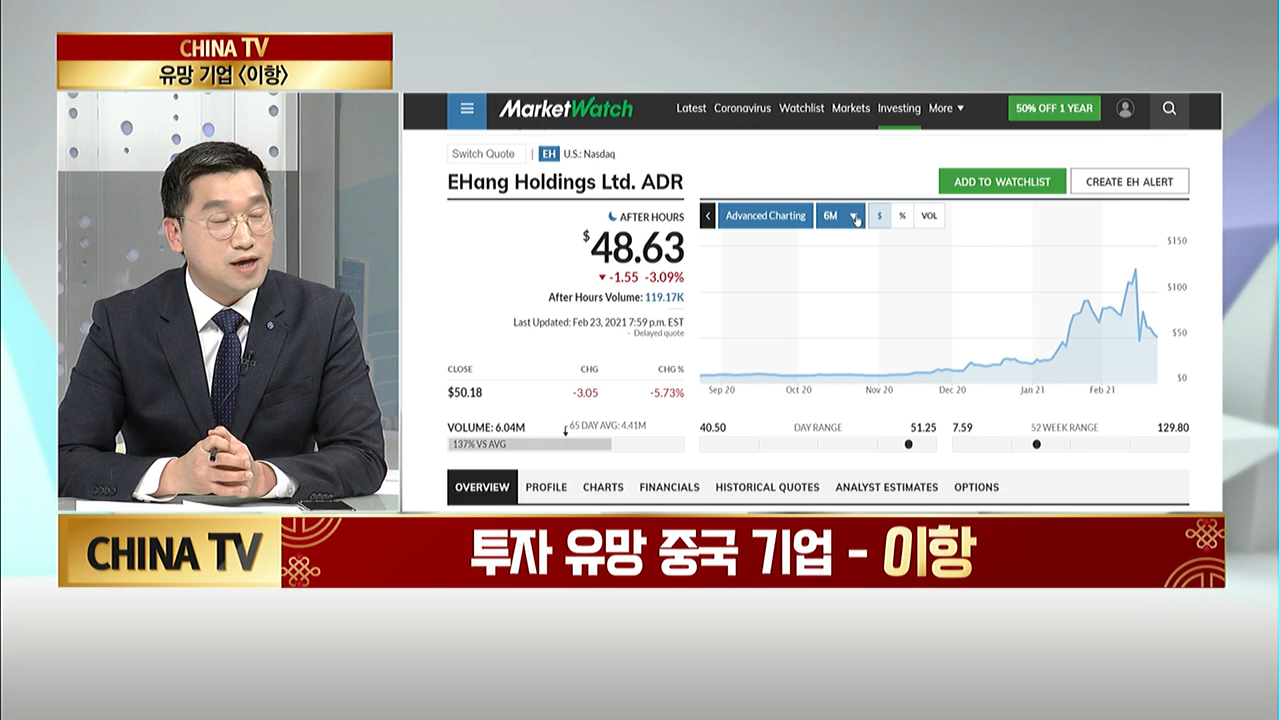 CHINA TV
유망 기업 〈이항〉
MarketWatch
Latest Coronavirus Watchlist Markets Investing More
50% OFF 1 YEAR
Switch Quote | EH U.S.: Nasdaq
EHang Holdings Ltd. ADR
ADD TO WATCHLIST
CREATE EH ALERT
AFTER HOURS
$48.63
-1.55 -3.09%
After Hours Volume: 119.17K
Last Updated: Feb 23, 2021 7:59 p.m. EST
- Delayed quote
CLOSE CHG CHG %
$50.18 -3.05 -5.73%
VOLUME: 6.04M 65 DAY AVG: 4.41M
137% VS AVG
Advanced Charting 6M $ % VOL
$150
$100
$50
$0
Sep 20 Oct 20 Nov 20 Dec 20 Jan 21 Feb 21
40.50 DAY RANGE 51.25
7.59 52 WEEK RANGE 129.80
OVERVIEW PROFILE CHARTS FINANCIALS HISTORICAL QUOTES ANALYST ESTIMATES OPTIONS
CHINA TV
투자 유망 중국 기업 - 이항